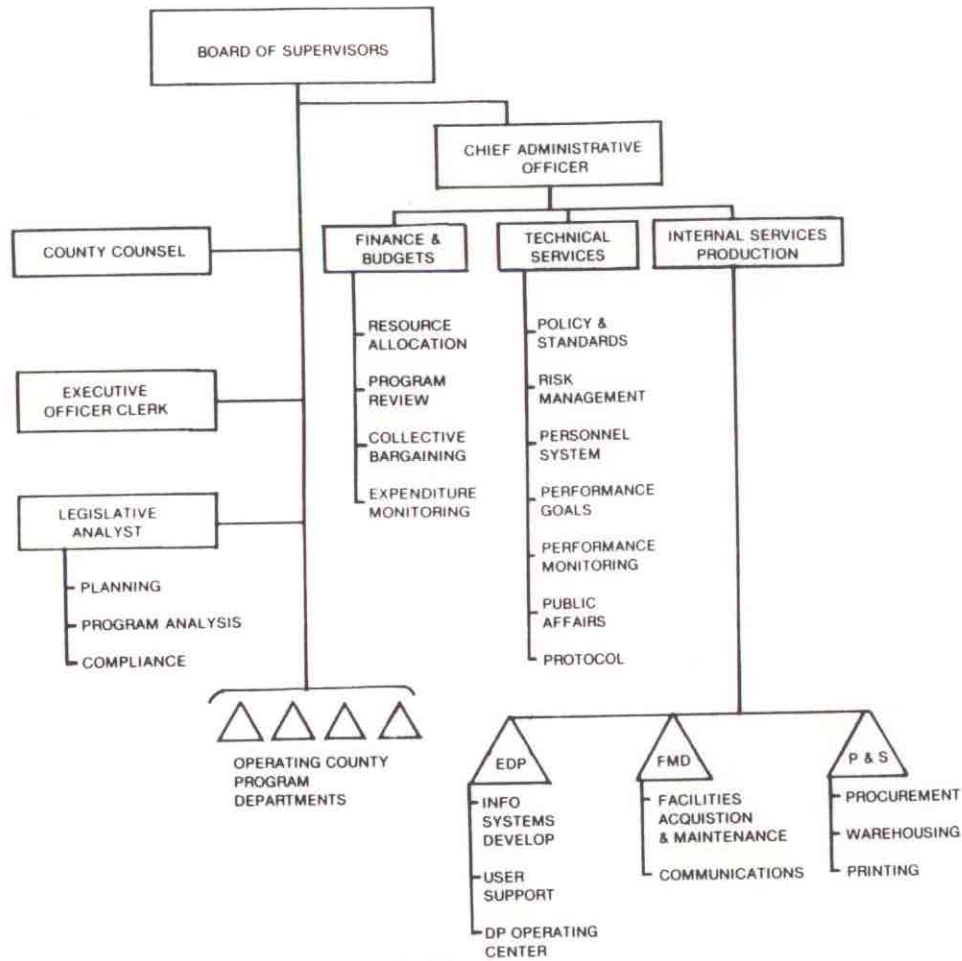 BOARD OF SUPERVISORS
CHIEF ADMINISTRATIVE
OFFICER
COUNTY COUNSEL
FINANCE &
BUDGETS
TECHNICAL
SERVICES
INTERNAL SERVICES
PRODUCTION
EXECUTIVE
OFFICER CLERK
LEGISLATIVE
ANALYST
PLANNING
PROGRAM ANALYSIS
COMPLIANCE
RESOURCE
ALLOCATION
PROGRAM
REVIEW
COLLECTIVE
BARGAINING
EXPENDITURE
MONITORING
POLICY &
STANDARDS
RISK
MANAGEMENT
PERSONNEL
SYSTEM
PERFORMANCE
GOALS
PERFORMANCE
MONITORING
PUBLIC
AFFAIRS
PROTOCOL
OPERATING COUNTY
PROGRAM
DEPARTMENTS
EDP
INFO
SYSTEMS
DEVELOP
USER
SUPPORT
DP OPERATING
CENTER
FMD
FACILITIES
ACQUISTION
& MAINTENANCE
COMMUNICATIONS
P & S
PROCUREMENT
WAREHOUSING
PRINTING